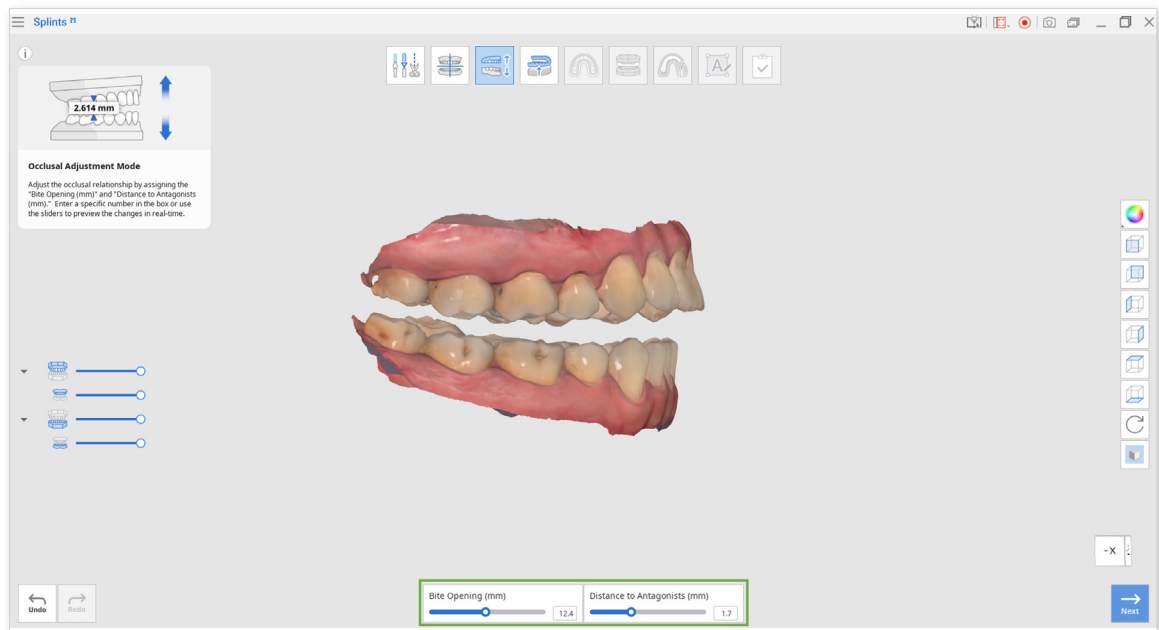 Splints
i
2.614 mm
Occlusal Adjustment Mode
Adjust the occlusal relationship by assigning the
"Bite Opening (mm)" and "Distance to Antagonists
(mm)." Enter a specific number in the box or use
the sliders to preview the changes in real-time.
-X
Undo
Redo
Bite Opening (mm)
12.4
Distance to Antagonists (mm)
1.7
Next